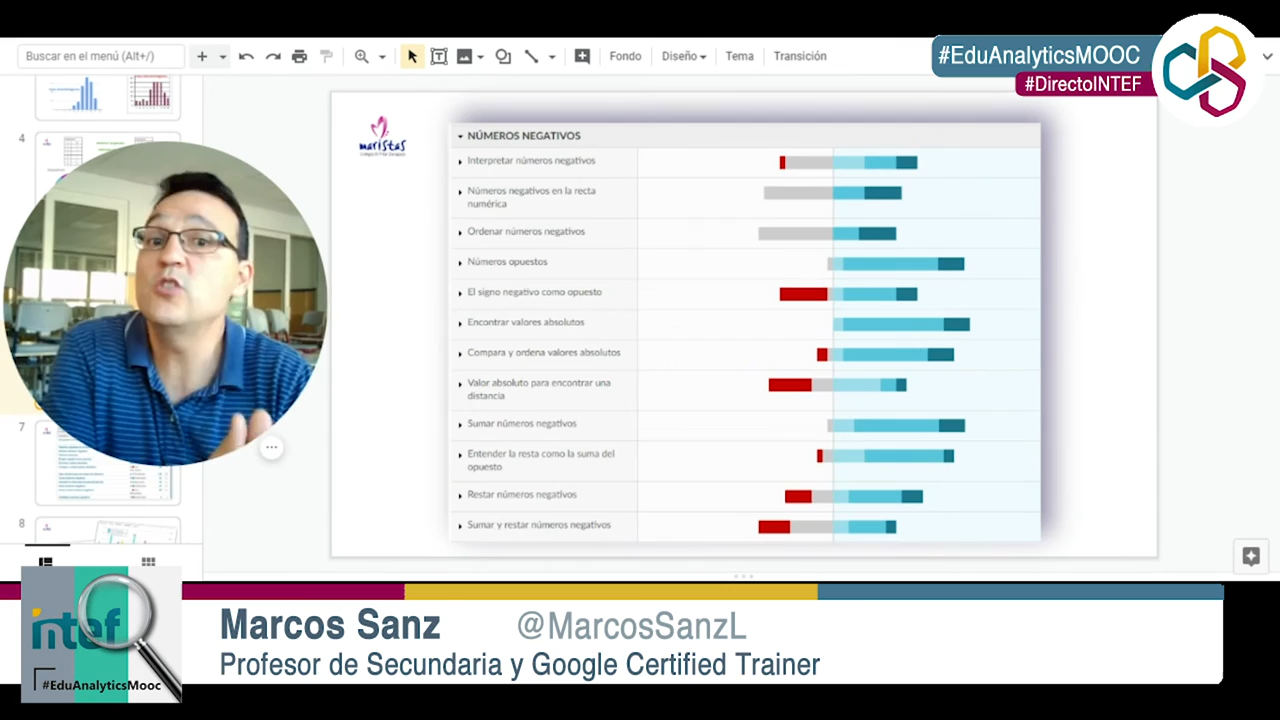 Buscar en el menú (Alt+/)
Fondo
Diseño
Tema
Transición
#EduAnalyticsMOOC
#DirectoINTEF
4
7
8
maristas
NÚMEROS NEGATIVOS
Interpretar números negativos
Números negativos en la recta
numérica
Ordenar números negativos
Números opuestos
El signo negativo como opuesto
Encontrar valores absolutos
Compara y ordena valores absolutos
Valor absoluto para encontrar una
distancia
Sumar números negativos
Entender la resta como la suma del
opuesto
Restar números negativos
Sumar y restar números negativos
intef
#EduAnalyticsMooc
Marcos Sanz @MarcosSanzL
Profesor de Secundaria y Google Certified Trainer